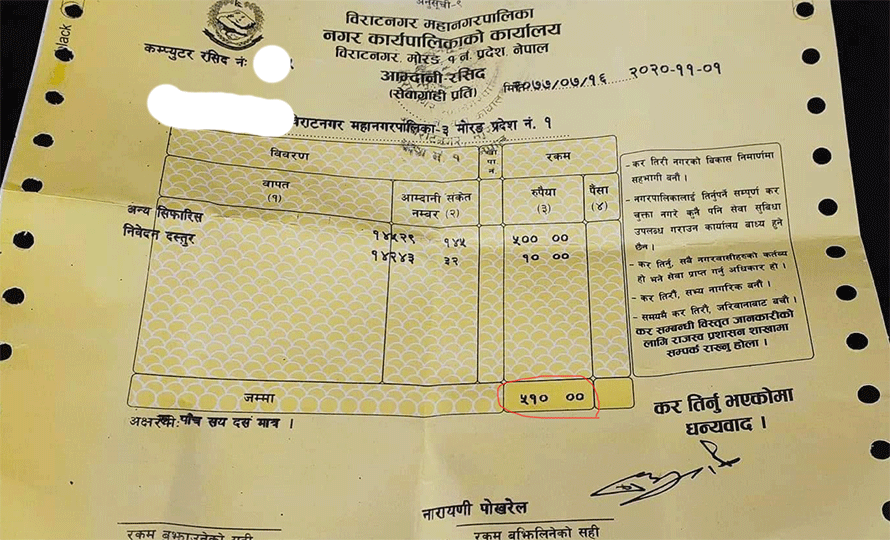 अनुसूची-१
विराटनगर महानगरपालिका
नगर कार्यपालिकाको कार्यालय
विराटनगर, मोरङ १ नं. प्रदेश, नेपाल
आम्दानी रसिद
(सेवाग्राही प्रति)
कम्प्युटर रसिद नं:
मिति २०७७/०७/१६ २०२०-११-०१
विराटनगर महानगरपालिका-३ मोरङ प्रदेश नं. १
विवरण रकम
वापत आम्दानी संकेत रुपैया पैसा
(१) नम्बर (२) (३) (४)
अन्य सिफारिस १४५२९ १४५ ५०० ००
निवेदन दस्तुर १४२४३ ३२ १० ००
जम्मा ५१० ००
अक्षरूपी: पाँच सय दस मात्र ।
- कर तिरी नगरको विकास निर्माणमा
सहभागी बनौ ।
- नगरपालिकालाई तिर्नुपर्ने सम्पूर्ण कर
चुक्ता नगरे कुनै पनि सेवा सुविधा
उपलब्ध गराउन कार्यालय बाध्य हुने
छैन ।
- कर तिर्नु, सबै नगरवासीहरुको कर्तव्य
हो भने सेवा प्राप्त गर्नु अधिकार हो ।
- कर तिरौं, सभ्य नागरिक बनौ ।
- समयमै कर तिरौं, जरिवानाबाट बचौं ।
कर सम्बन्धी विस्तृत जानकारीको
लागि राजस्व प्रशासन शाखामा
सम्पर्क राख्नु होला ।
कर तिर्नु भएकोमा
धन्यवाद ।
नारायणी पोखरेल
रकम बुझाउनेको सही
रकम बुझिलिनेको सही